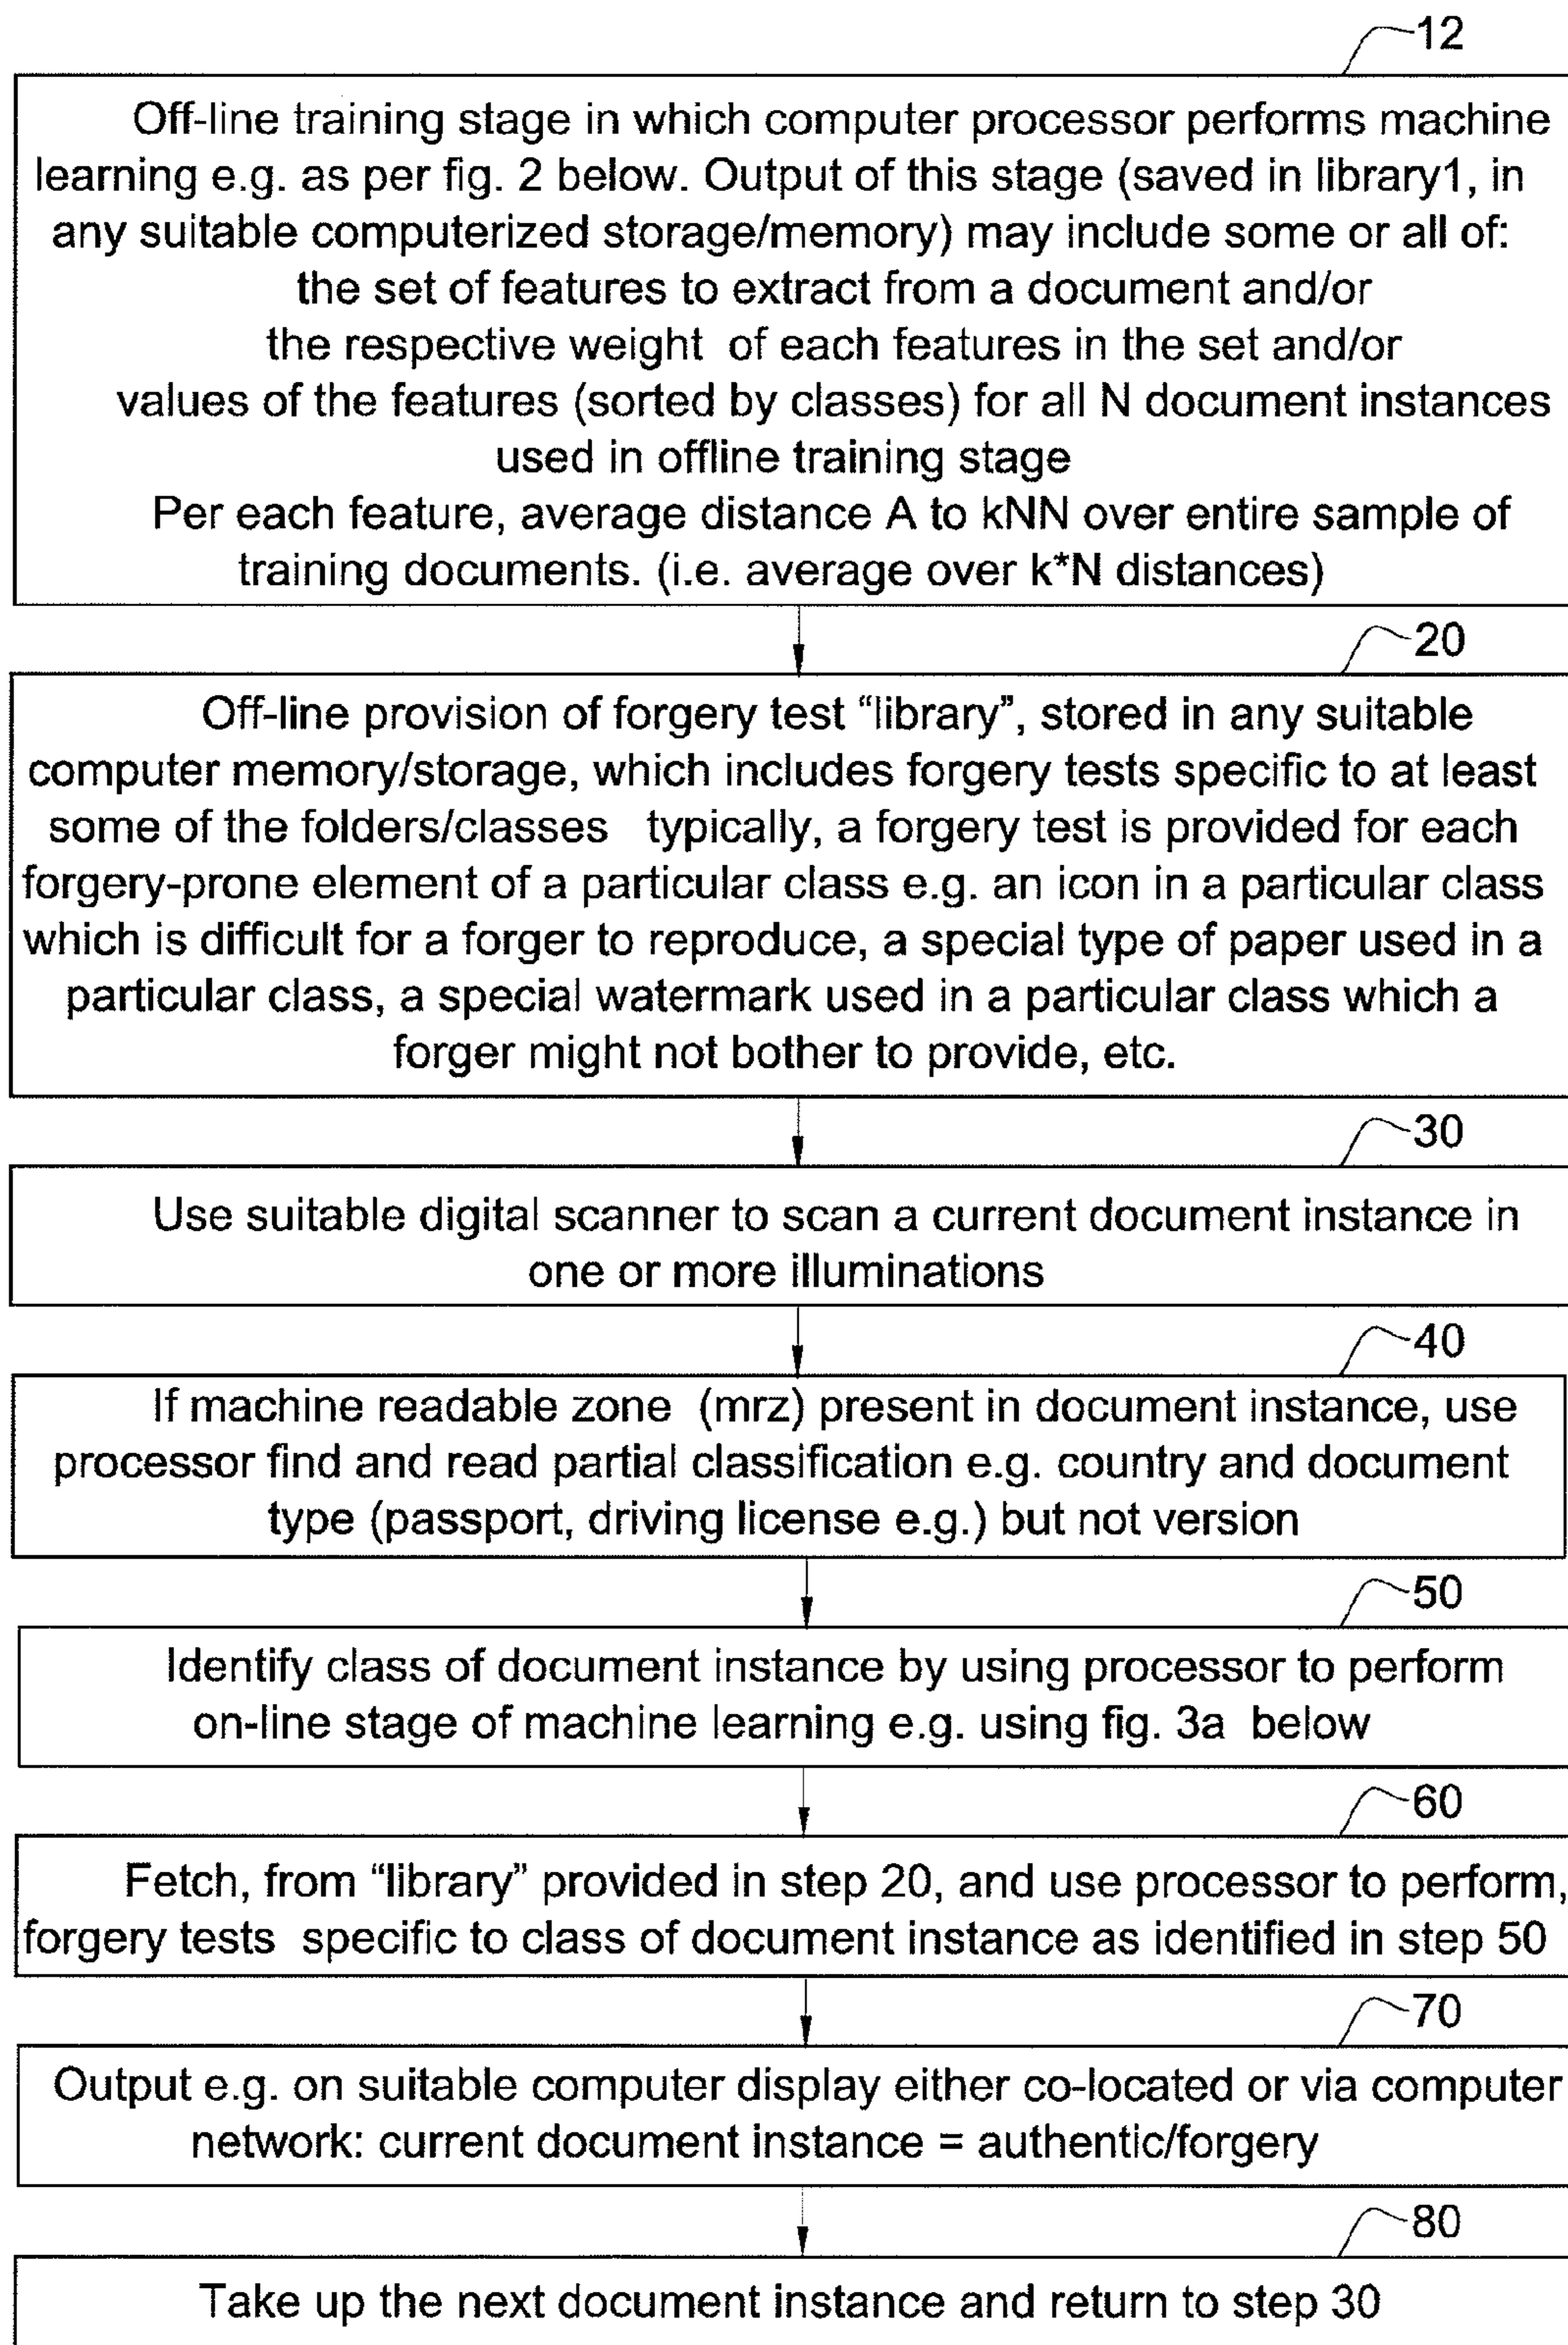 12
Off-line training stage in which computer processor performs machine
learning e.g. as per fig. 2 below. Output of this stage (saved in library1, in
any suitable computerized storage/memory) may include some or all of:
the set of features to extract from a document and/or
the respective weight of each features in the set and/or
values of the features (sorted by classes) for all N document instances
used in offline training stage
Per each feature, average distance A to kNN over entire sample of
training documents. (i.e. average over k*N distances)
20
Off-line provision of forgery test “library”, stored in any suitable
computer memory/storage, which includes forgery tests specific to at least
some of the folders/classes typically, a forgery test is provided for each
forgery-prone element of a particular class e.g. an icon in a particular class
which is difficult for a forger to reproduce, a special type of paper used in a
particular class, a special watermark used in a particular class which a
forger might not bother to provide, etc.
30
Use suitable digital scanner to scan a current document instance in
one or more illuminations
40
If machine readable zone (mrz) present in document instance, use
processor find and read partial classification e.g. country and document
type (passport, driving license e.g.) but not version
50
Identify class of document instance by using processor to perform
on-line stage of machine learning e.g. using fig. 3a below
60
Fetch, from “library” provided in step 20, and use processor to perform,
forgery tests specific to class of document instance as identified in step 50
70
Output e.g. on suitable computer display either co-located or via computer
network: current document instance = authentic/forgery
80
Take up the next document instance and return to step 30